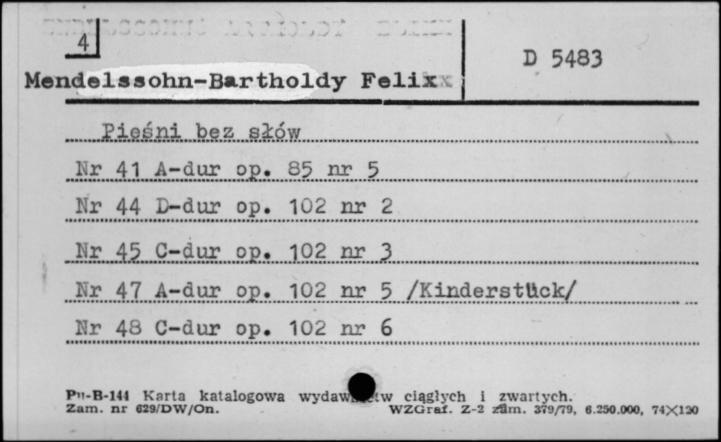 4
D 5483
Mendelssohn-Bartholdy Felix
Pieśni bez słów
Nr 41 A-dur op. 85 nr 5
Nr 44 D-dur op. 102 nr 2
Nr 45 C-dur op. 102 nr 3
Nr 47 A-dur op. 102 nr 5 /Kinderstück/
Nr 48 C-dur op. 102 nr 6
Pu-B-144 Karta katalogowa ciągłych i zwartych.
Zam. nr 629/DW/On. WZGraf. Z-2 zam. 379/79, 6.250.000, 74X120